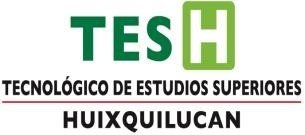 TESH
TECNOLÓGICO DE ESTUDIOS SUPERIORES
HUIXQUILUCAN